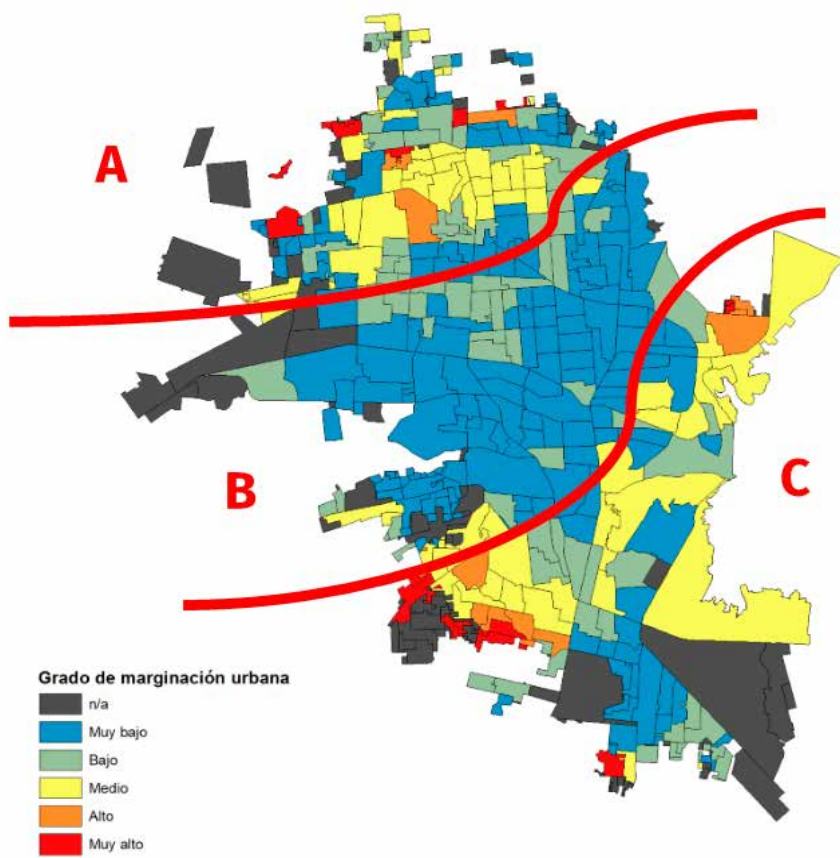 A
B
C
Grado de marginación urbana
n/a
Muy bajo
Bajo
Medio
Alto
Muy alto